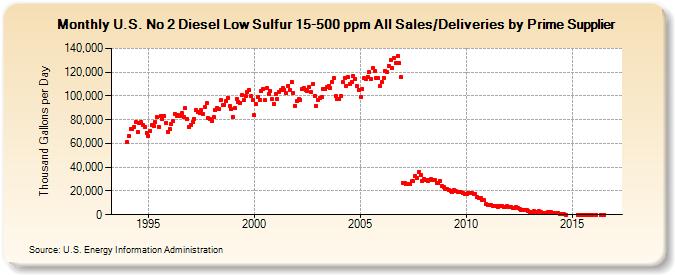 Monthly U.S. No 2 Diesel Low Sulfur 15-500 ppm All Sales/Deliveries by Prime Supplier
Thousand Gallons per Day
140,000
120,000
100,000
80,000
60,000
40,000
20,000
0
1995 2000 2005 2010 2015
Source: U.S. Energy Information Administration